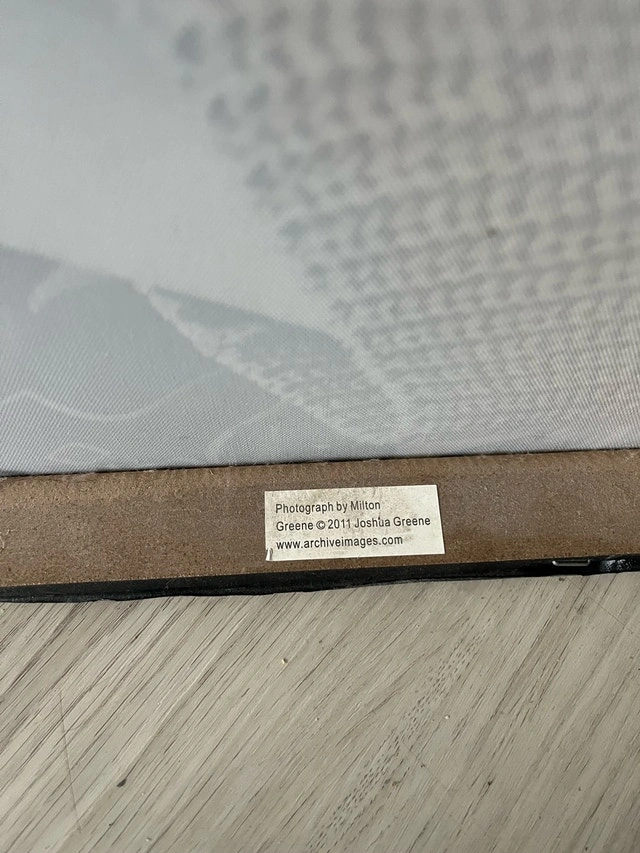 Photograph by Milton
Greene © 2011 Joshua Greene
www.archiveimages.com